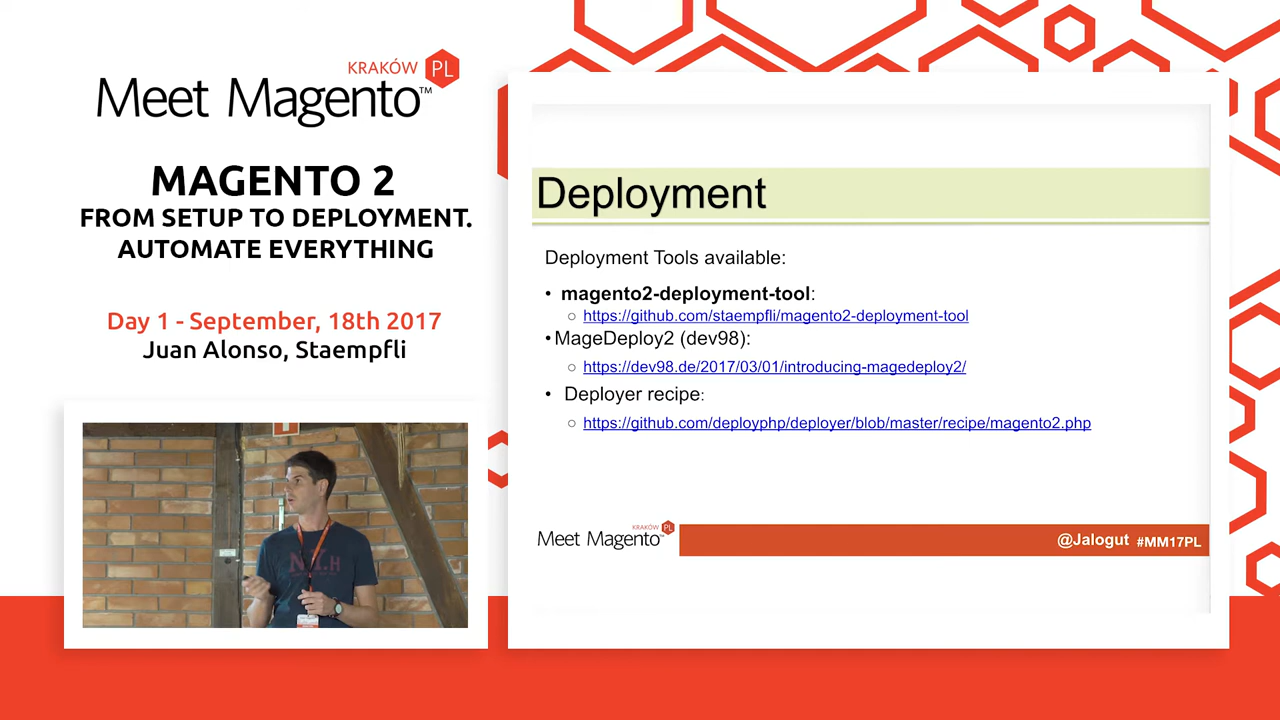 KRAKÓW PL
Meet Magento™
MAGENTO 2
FROM SETUP TO DEPLOYMENT.
AUTOMATE EVERYTHING
Day 1 - September, 18th 2017
Juan Alonso, Staempfli
Deployment
Deployment Tools available:
• magento2-deployment-tool:
○ https://github.com/staempfli/magento2-deployment-tool
• MageDeploy2 (dev98):
○ https://dev98.de/2017/03/01/introducing-magedeploy2/
• Deployer recipe:
○ https://github.com/deployphp/deployer/blob/master/recipe/magento2.php
KRAKÓW PL
Meet Magento™
@Jalogut #MM17PL